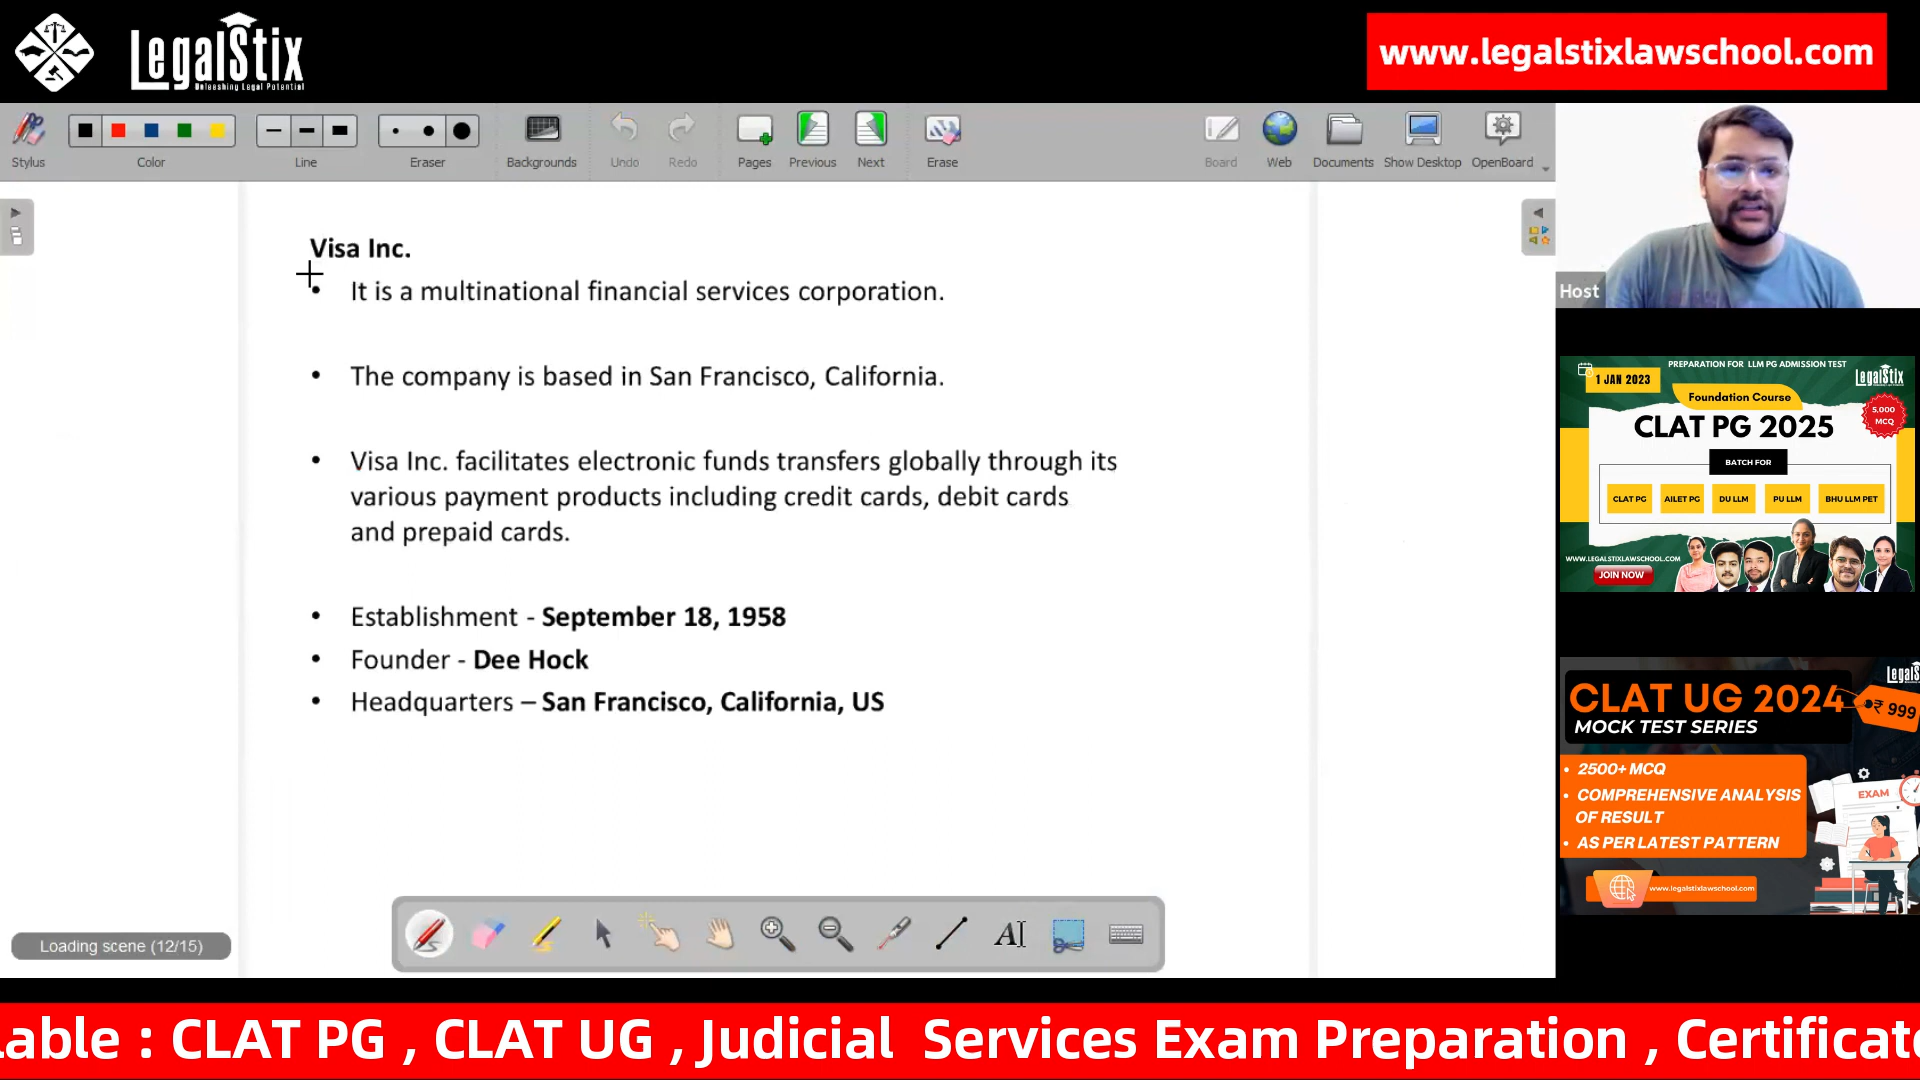 LegalStix
Unleashing Legal Potential
www.legalstixlawschool.com
Stylus
Color
Line
Eraser
Backgrounds
Undo
Redo
Pages
Previous
Next
Erase
Board
Web
Documents
Show Desktop
OpenBoard
Visa Inc.
• It is a multinational financial services corporation.
• The company is based in San Francisco, California.
• Visa Inc. facilitates electronic funds transfers globally through its
various payment products including credit cards, debit cards
and prepaid cards.
• Establishment - September 18, 1958
• Founder - Dee Hock
• Headquarters – San Francisco, California, US
Loading scene (12/15)
AI
Host
PREPARATION FOR LLM PG ADMISSION TEST
1 JAN 2023
LegalStix
Foundation Course
5,000
MCQ
CLAT PG 2025
BATCH FOR
CLAT PG
AILET PG
DU LLM
PU LLM
BHU LLM PET
WWW.LEGALSTIXLAWSCHOOL.COM
JOIN NOW
LegalS
CLAT UG 2024
₹ 999
MOCK TEST SERIES
• 2500+ MCQ
• COMPREHENSIVE ANALYSIS
OF RESULT
• AS PER LATEST PATTERN
EXAM
www.legalstixlawschool.com
lable : CLAT PG , CLAT UG , Judicial Services Exam Preparation , Certificate